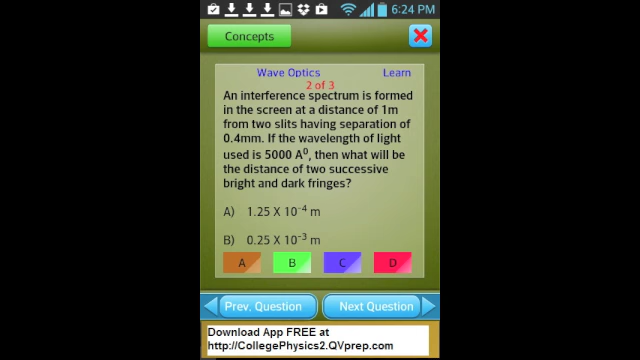 6:24 PM
Concepts
Wave Optics Learn
2 of 3
An interference spectrum is formed
in the screen at a distance of 1m
from two slits having separation of
0.4mm. If the wavelength of light
used is 5000 A⁰, then what will be
the distance of two successive
bright and dark fringes?
A) 1.25 X 10⁻⁴ m
B) 0.25 X 10⁻³ m
A B C D
Prev. Question Next Question
Download App FREE at
http://CollegePhysics2.QVprep.com